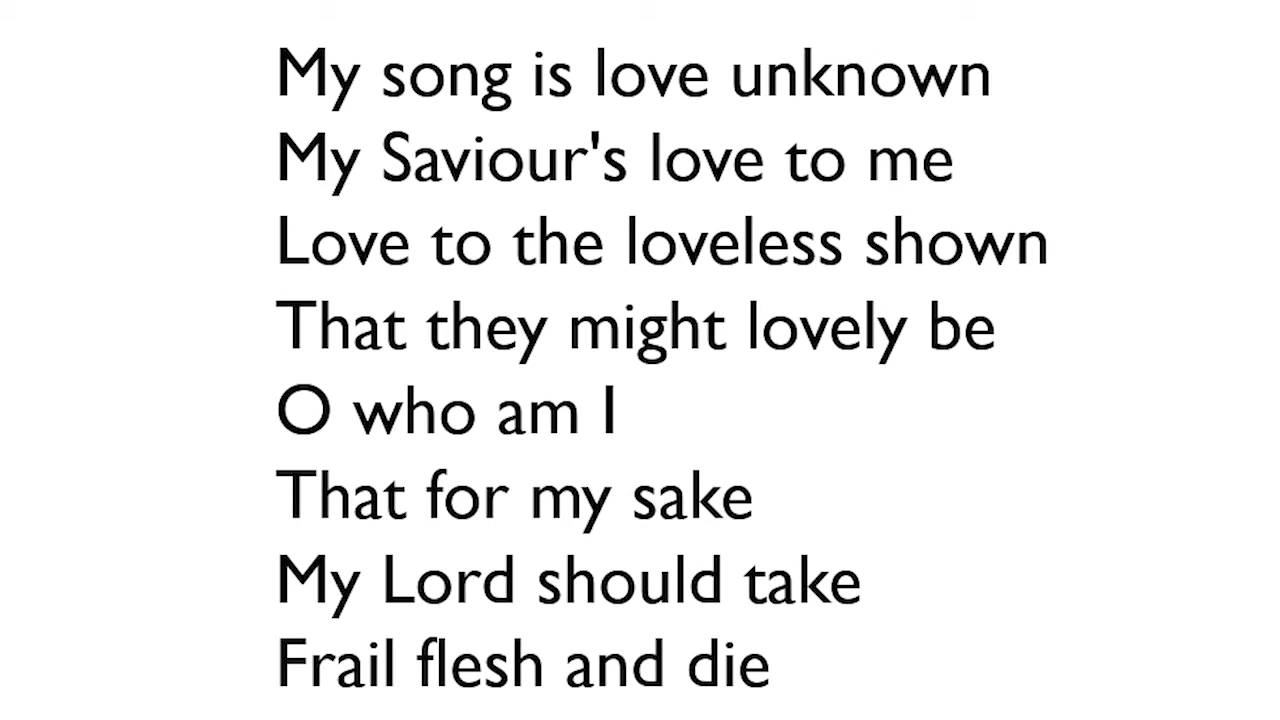 My song is love unknown
My Saviour's love to me
Love to the loveless shown
That they might lovely be
O who am I
That for my sake
My Lord should take
Frail flesh and die